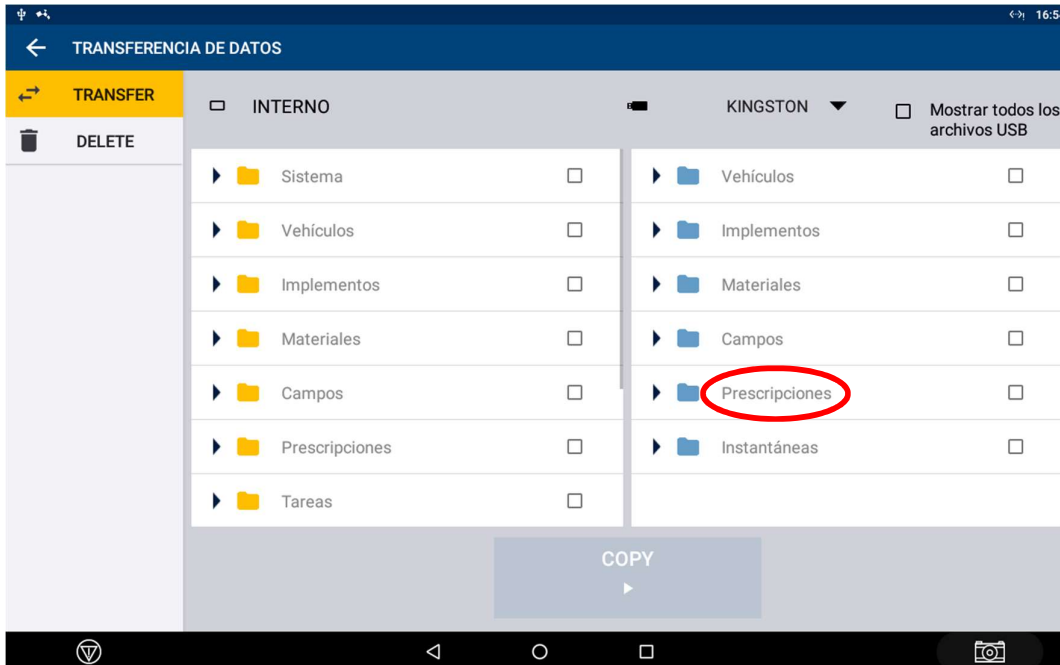 16:5
TRANSFERENCIA DE DATOS
TRANSFER
DELETE
INTERNO
KINGSTON
Mostrar todos los
archivos USB
Sistema
Vehículos
Implementos
Materiales
Campos
Prescripciones
Tareas
Vehículos
Implementos
Materiales
Campos
Prescripciones
Instantáneas
COPY